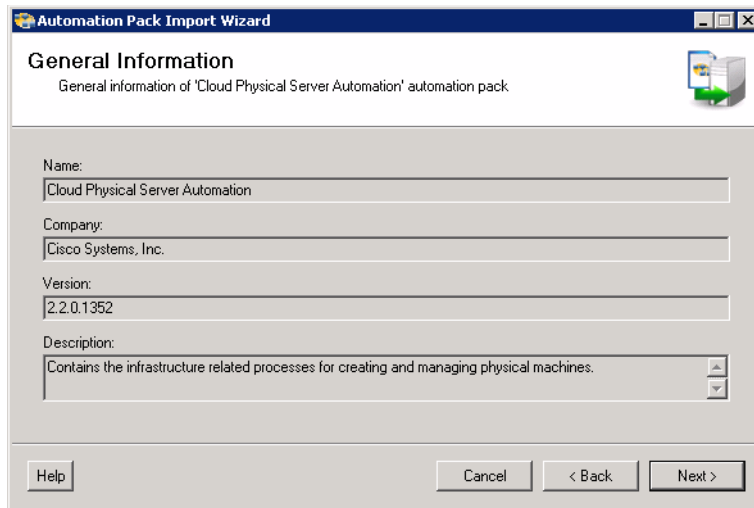 Automation Pack Import Wizard
General Information
General information of 'Cloud Physical Server Automation' automation pack
Name:
Cloud Physical Server Automation
Company:
Cisco Systems, Inc.
Version:
2.2.0.1352
Description:
Contains the infrastructure related processes for creating and managing physical machines.
Help
Cancel
< Back
Next >